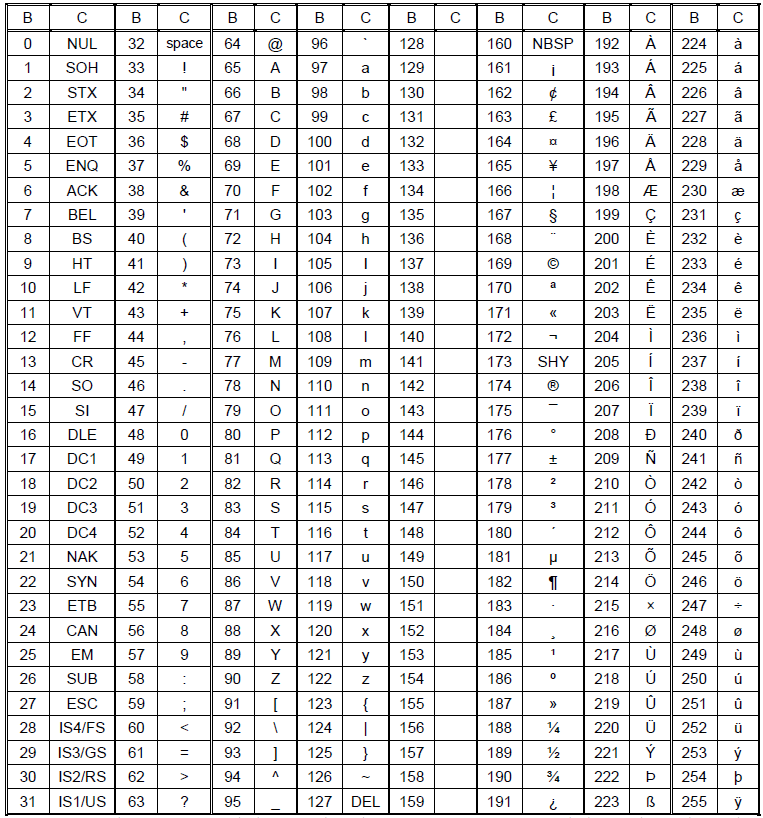 B C B C B C B C B C B C B C B C
0 NUL 32 space 64 @ 96 ` 128 160 NBSP 192 À 224 à
1 SOH 33 ! 65 A 97 a 129 161 ¡ 193 Á 225 á
2 STX 34 " 66 B 98 b 130 162 ¢ 194 Â 226 â
3 ETX 35 # 67 C 99 c 131 163 £ 195 Ã 227 ã
4 EOT 36 $ 68 D 100 d 132 164 ¤ 196 Ä 228 ä
5 ENQ 37 % 69 E 101 e 133 165 ¥ 197 Å 229 å
6 ACK 38 & 70 F 102 f 134 166 ¦ 198 Æ 230 æ
7 BEL 39 ' 71 G 103 g 135 167 § 199 Ç 231 ç
8 BS 40 ( 72 H 104 h 136 168 ¨ 200 È 232 è
9 HT 41 ) 73 I 105 I 137 169 © 201 É 233 é
10 LF 42 * 74 J 106 j 138 170 ª 202 Ê 234 ê
11 VT 43 + 75 K 107 k 139 171 « 203 Ë 235 ë
12 FF 44 , 76 L 108 l 140 172 ¬ 204 Ì 236 ì
13 CR 45 - 77 M 109 m 141 173 SHY 205 Í 237 í
14 SO 46 . 78 N 110 n 142 174 ® 206 Î 238 î
15 SI 47 / 79 O 111 o 143 175 ¯ 207 Ï 239 ï
16 DLE 48 0 80 P 112 p 144 176 ° 208 Ð 240 ð
17 DC1 49 1 81 Q 113 q 145 177 ± 209 Ñ 241 ñ
18 DC2 50 2 82 R 114 r 146 178 ² 210 Ò 242 ò
19 DC3 51 3 83 S 115 s 147 179 ³ 211 Ó 243 ó
20 DC4 52 4 84 T 116 t 148 180 ´ 212 Ô 244 ô
21 NAK 53 5 85 U 117 u 149 181 µ 213 Õ 245 õ
22 SYN 54 6 86 V 118 v 150 182 ¶ 214 Ö 246 ö
23 ETB 55 7 87 W 119 w 151 183 · 215 × 247 ÷
24 CAN 56 8 88 X 120 x 152 184 ¸ 216 Ø 248 ø
25 EM 57 9 89 Y 121 y 153 185 ¹ 217 Ù 249 ù
26 SUB 58 : 90 Z 122 z 154 186 º 218 Ú 250 ú
27 ESC 59 ; 91 [ 123 { 155 187 » 219 Û 251 û
28 IS4/FS 60 < 92 \ 124 | 156 188 ¼ 220 Ü 252 ü
29 IS3/GS 61 = 93 ] 125 } 157 189 ½ 221 Ý 253 ý
30 IS2/RS 62 > 94 ^ 126 ~ 158 190 ¾ 222 Þ 254 þ
31 IS1/US 63 ? 95 _ 127 DEL 159 191 ¿ 223 ß 255 ÿ